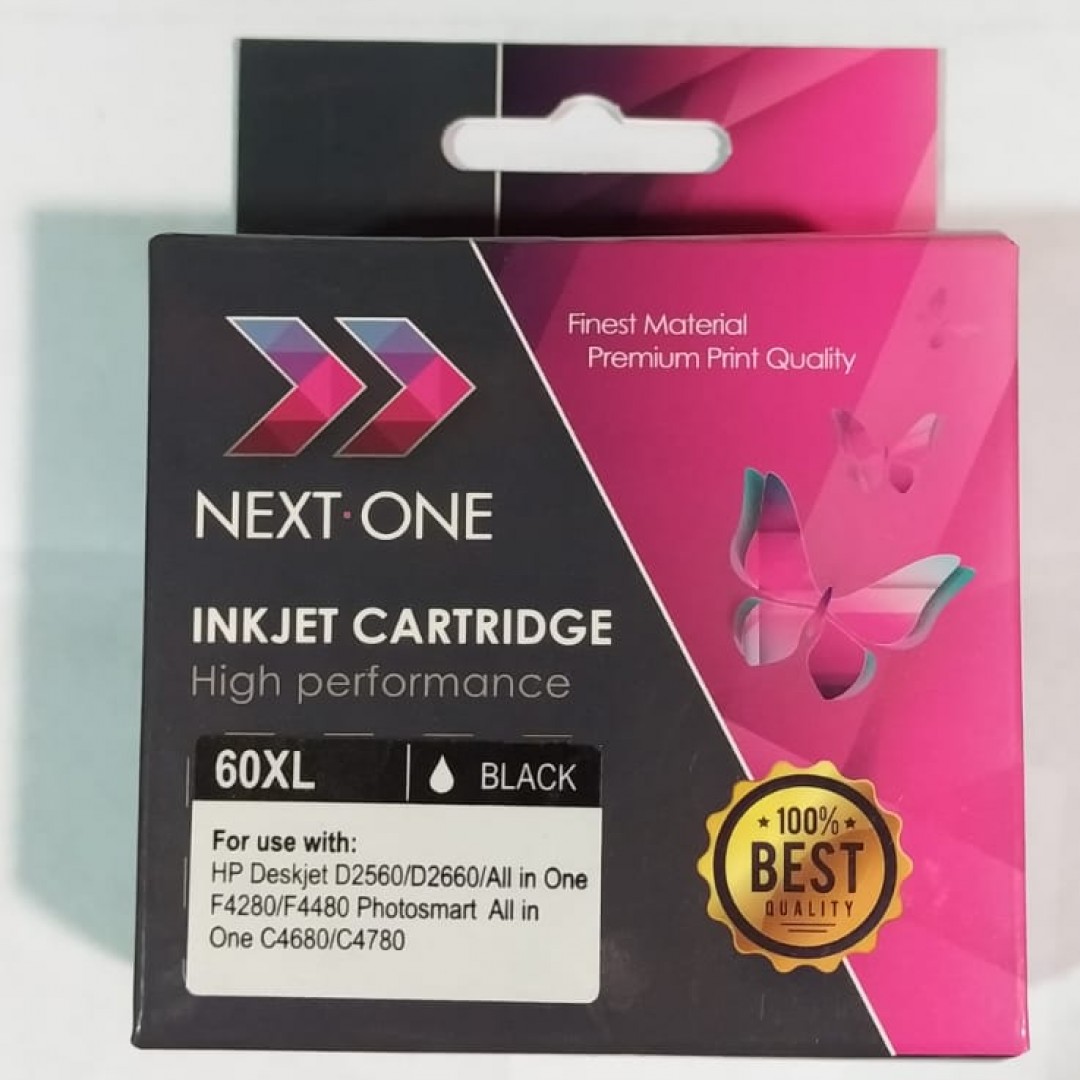 Finest Material
Premium Print Quality
NEXT·ONE
INKJET CARTRIDGE
High performance
60XL BLACK
For use with:
HP Deskjet D2560/D2660/All in One
F4280/F4480 Photosmart All in
One C4680/C4780
100%
BEST
QUALITY